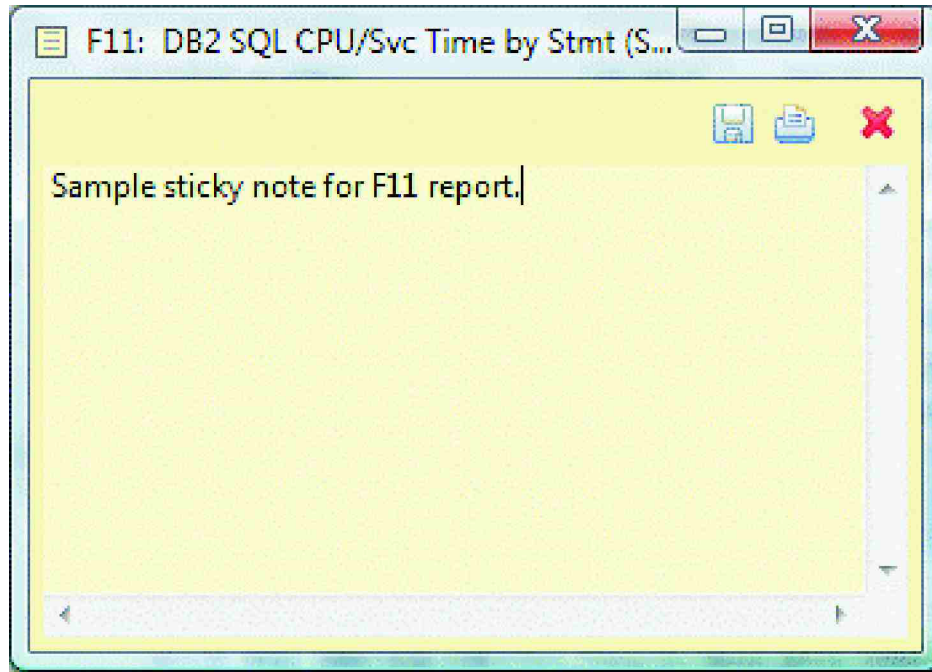 F11: DB2 SQL CPU/Svc Time by Stmt (S...
Sample sticky note for F11 report.